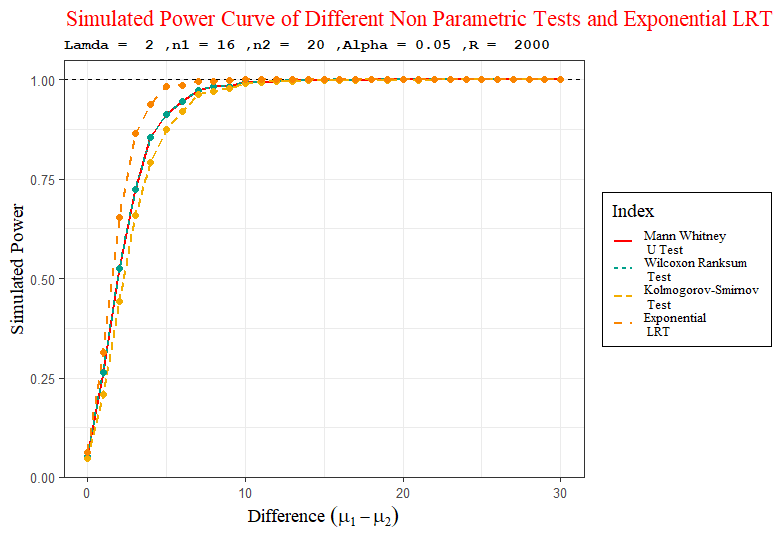 Simulated Power Curve of Different Non Parametric Tests and Exponential LRT
Lamda =  2 ,n1 = 16 ,n2 =  20 ,Alpha = 0.05 ,R =  2000
1.00
0.75
0.50
0.25
0.00
Simulated Power
0 10 20 30
Difference (μ1 − μ2)
Index
Mann Whitney
U Test
Wilcoxon Ranksum
Test
Kolmogorov-Smirnov
Test
Exponential
LRT